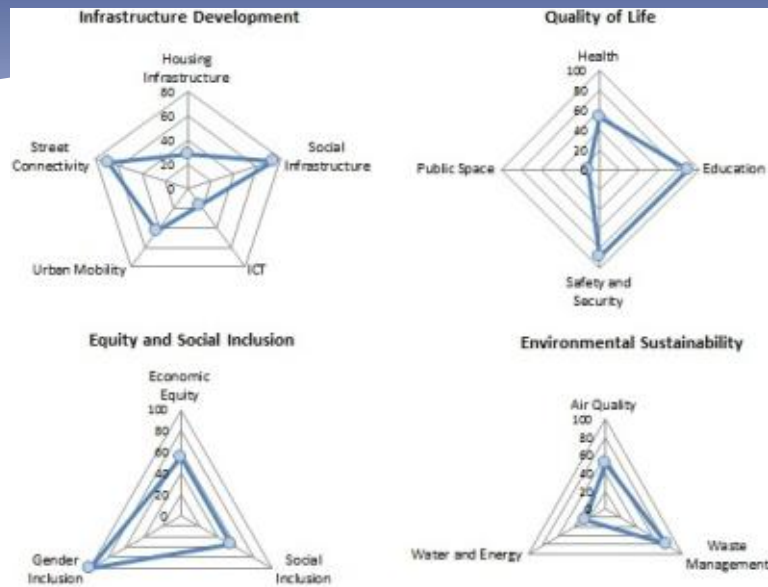 Infrastructure Development
Housing
Infrastructure
80
60
40
20
0
Street
Connectivity
Social
Infrastructure
Urban Mobility
ICT
Quality of Life
Health
100
80
60
40
20
0
Public Space
Education
Safety and
Security
Equity and Social Inclusion
Economic
Equity
100
80
60
40
20
0
Gender
Inclusion
Social
Inclusion
Environmental Sustainability
Air Quality
100
80
60
40
20
0
Water and Energy
Waste
Management